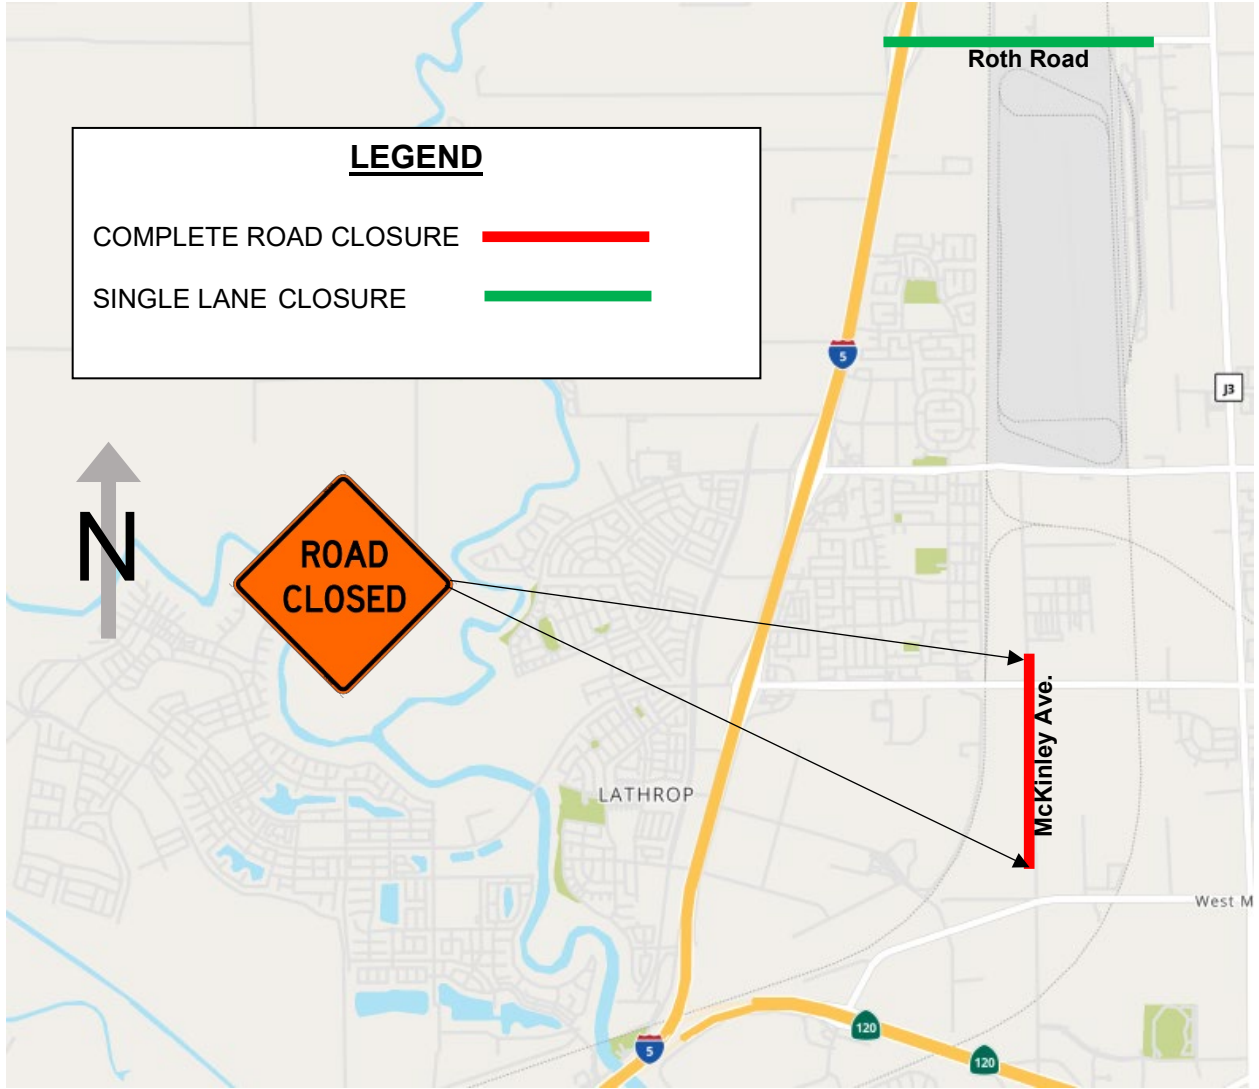 Roth Road
LEGEND
COMPLETE ROAD CLOSURE
SINGLE LANE CLOSURE
5
J3
N
ROAD
CLOSED
McKinley Ave.
LATHROP
West M
120
5
120